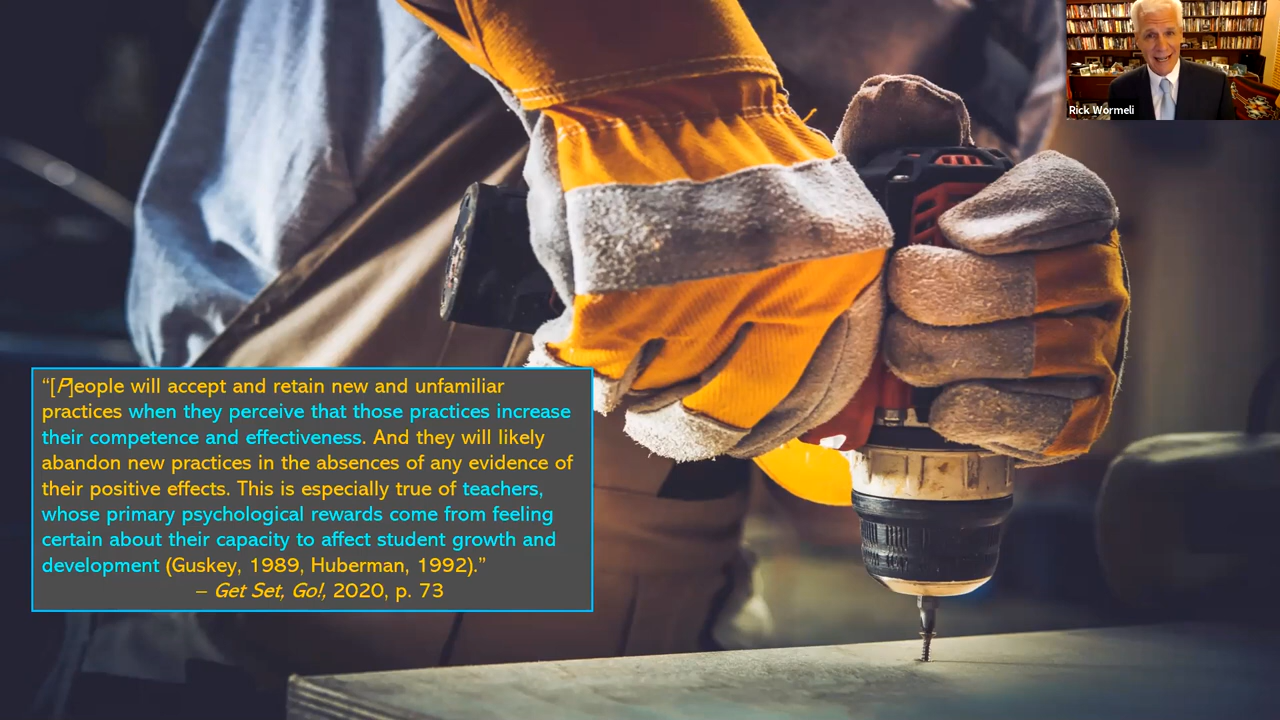 Rick Wormeli
“[P]eople will accept and retain new and unfamiliar
practices when they perceive that those practices increase
their competence and effectiveness. And they will likely
abandon new practices in the absences of any evidence of
their positive effects. This is especially true of teachers,
whose primary psychological rewards come from feeling
certain about their capacity to affect student growth and
development (Guskey, 1989, Huberman, 1992).”
– Get Set, Go!, 2020, p. 73